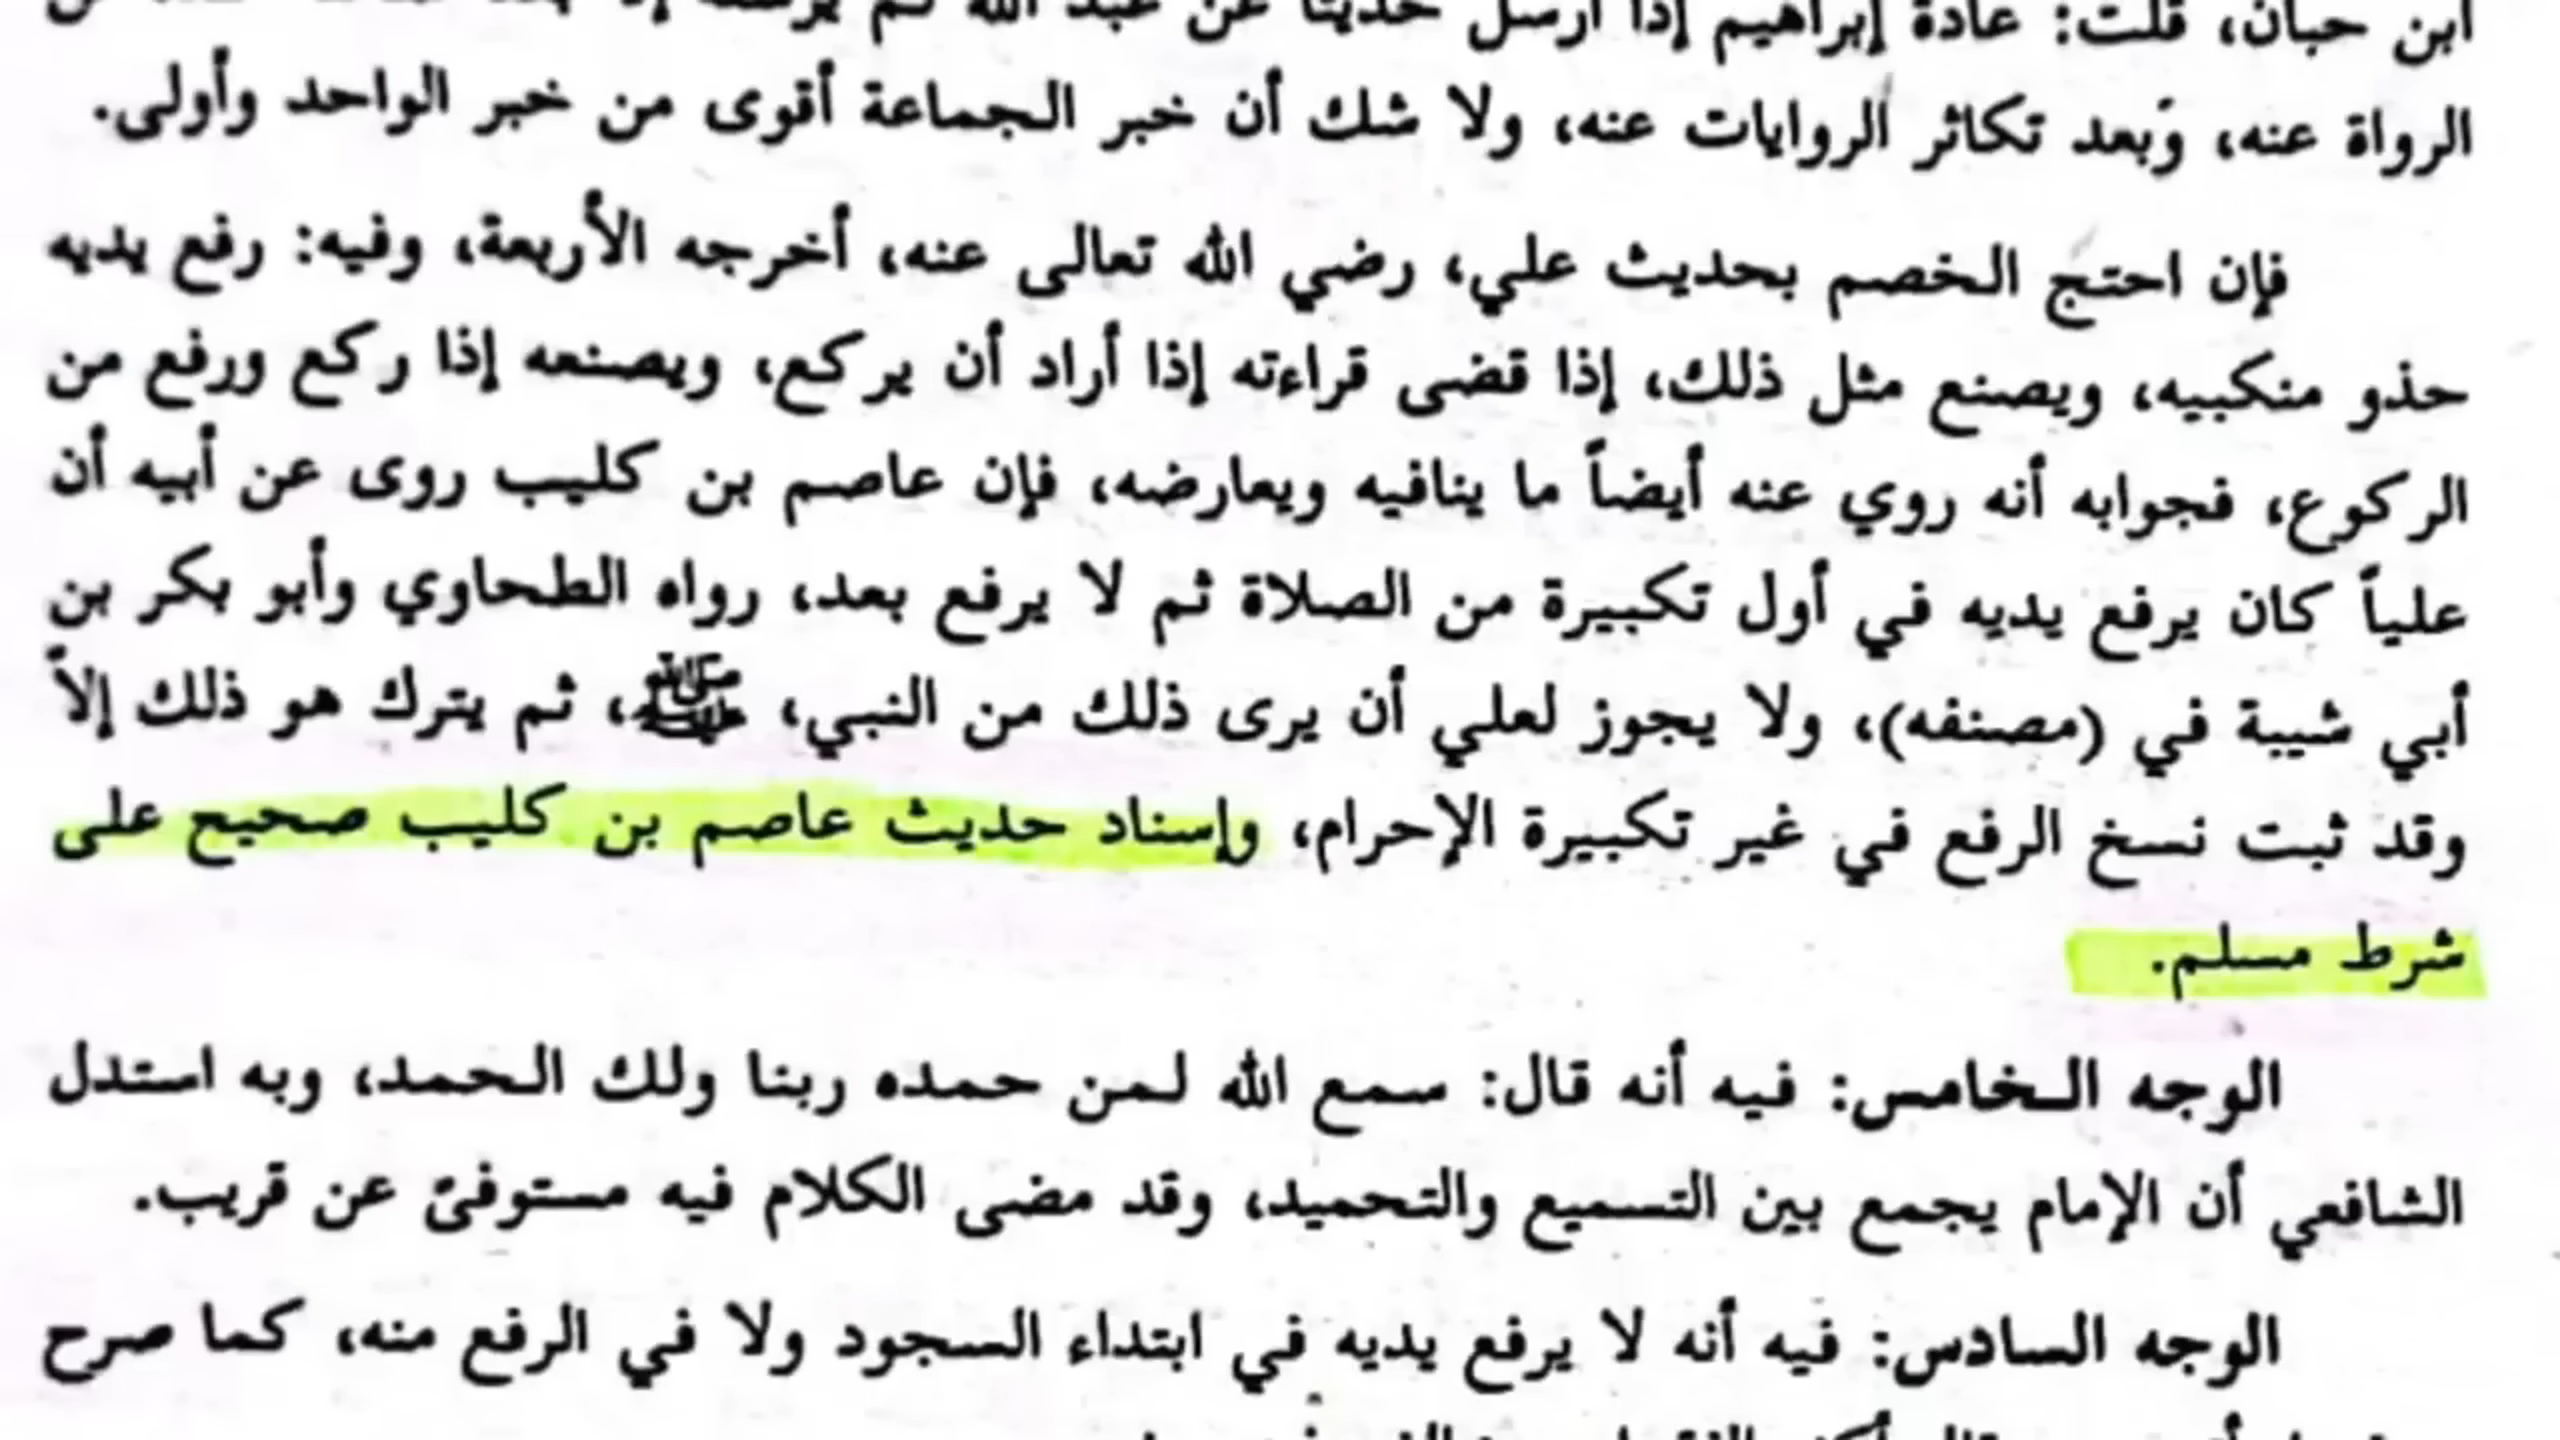 ابن حبان، قلت: عادة إبراهيم إذا أرسل حديثا عن عبد الله لم يرسله إلا بعد
الرواة عنه، وَبعد تكاثر الروايات عنه، ولا شك أن خبر الجماعة أقوى من خبر الواحد وأولى.
فإن احتج الخصم بحديث علي، رضي الله تعالى عنه، أخرجه الأربعة، وفيه: رفع يديه
حذو منكبيه، ويصنع مثل ذلك، إذا قضى قراءته إذا أراد أن يركع، ويصنعه إذا ركع ورفع من
الركوع، فجوابه أنه روي عنه أيضاً ما ينافيه ويعارضه، فإن عاصم بن كليب روى عن أبيه أن
علياً كان يرفع يديه في أول تكبيرة من الصلاة ثم لا يرفع بعد، رواه الطحاوي وأبو بكر بن
أبي شيبة في (مصنفه)، ولا يجوز لعلي أن يرى ذلك من النبي، ﷺ، ثم يترك هو ذلك إلاَّ
وقد ثبت نسخ الرفع في غير تكبيرة الإحرام، وإسناد حديث عاصم بن كليب صحيح على
شرط مسلم.
الوجه الخامس: فيه أنه قال: سمع الله لمن حمده ربنا ولك الحمد، وبه استدل
الشافعي أن الإمام يجمع بين التسميع والتحميد، وقد مضى الكلام فيه مستوفىً عن قريب.
الوجه السادس: فيه أنه لا يرفع يديه في ابتداء السجود ولا في الرفع منه، كما صرح